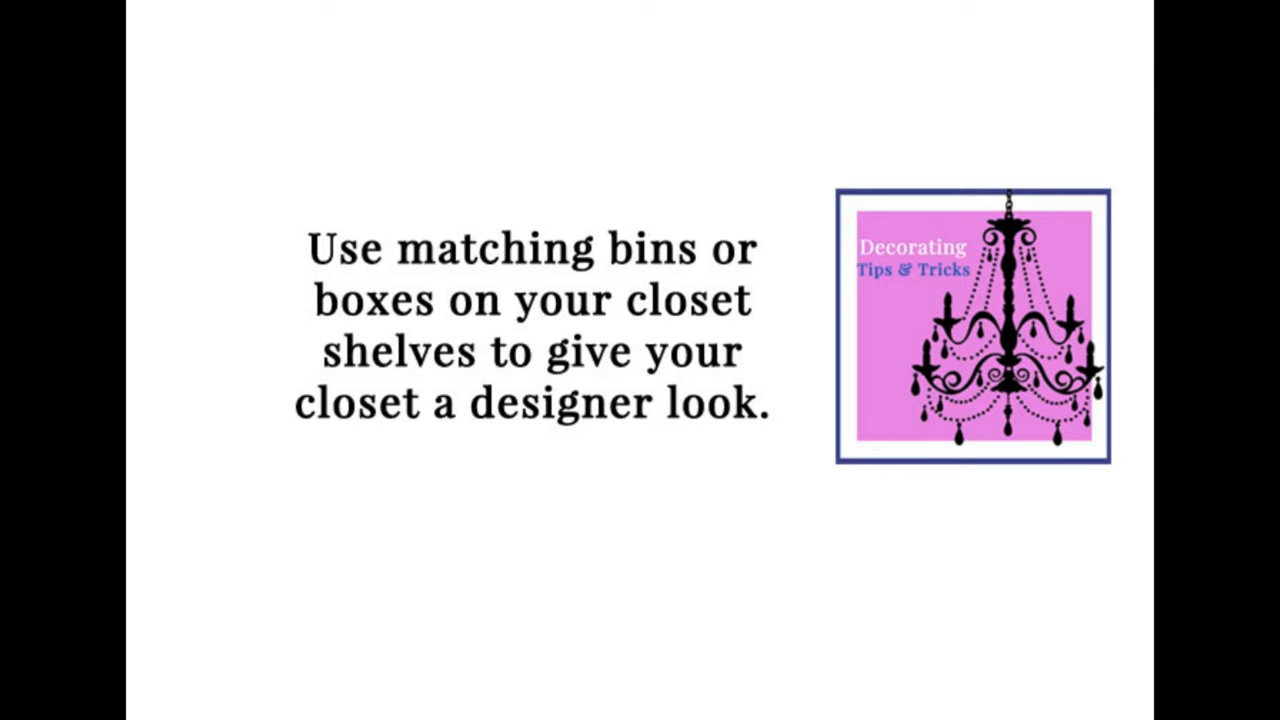 Use matching bins or
boxes on your closet
shelves to give your
closet a designer look.
Decorating
Tips & Tricks